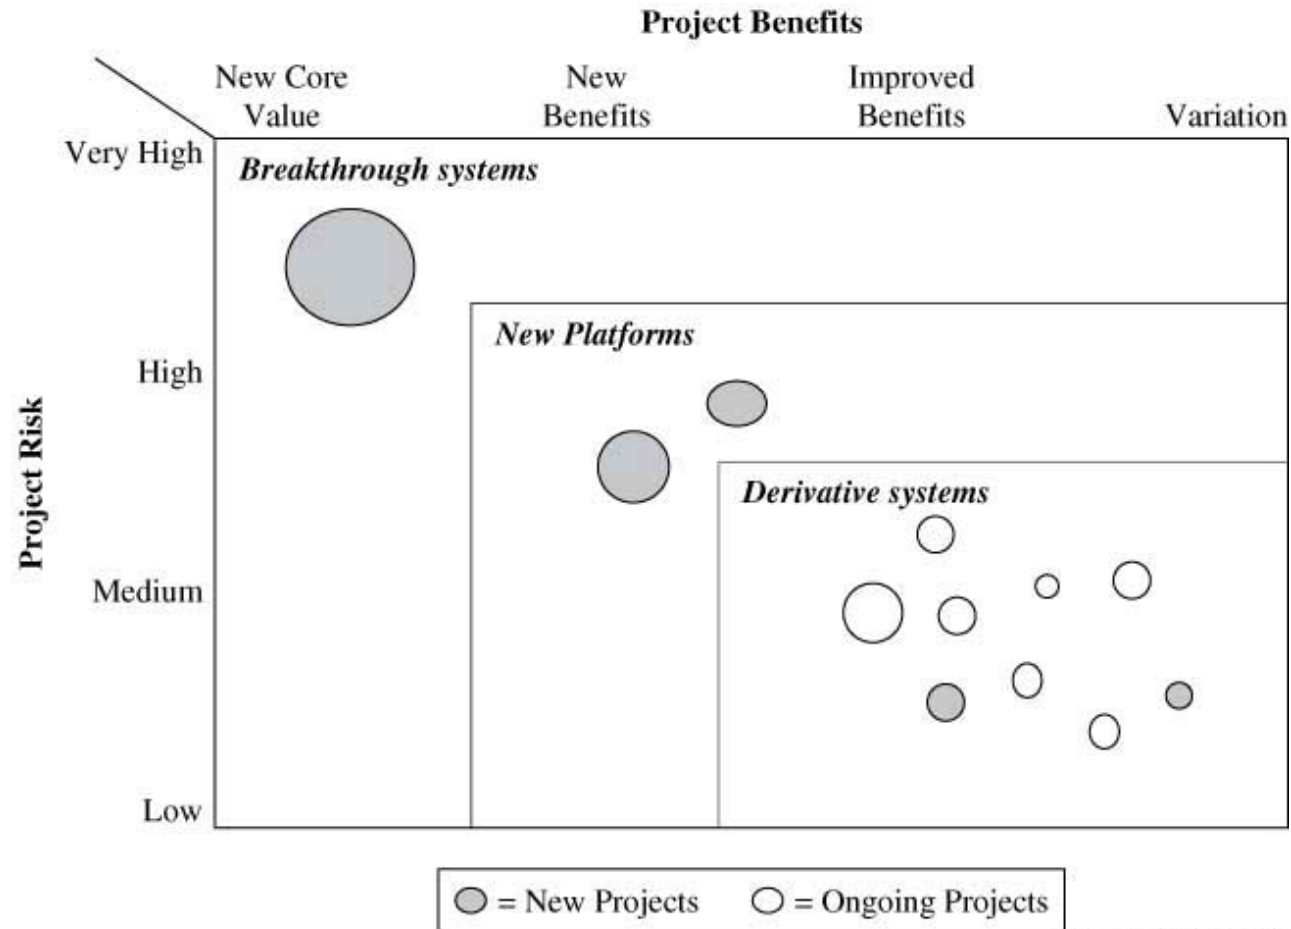 Project Benefits
New Core
Value
New
Benefits
Improved
Benefits
Variation
Very High
Breakthrough systems
New Platforms
High
Project Risk
Derivative systems
Medium
Low
= New Projects
= Ongoing Projects